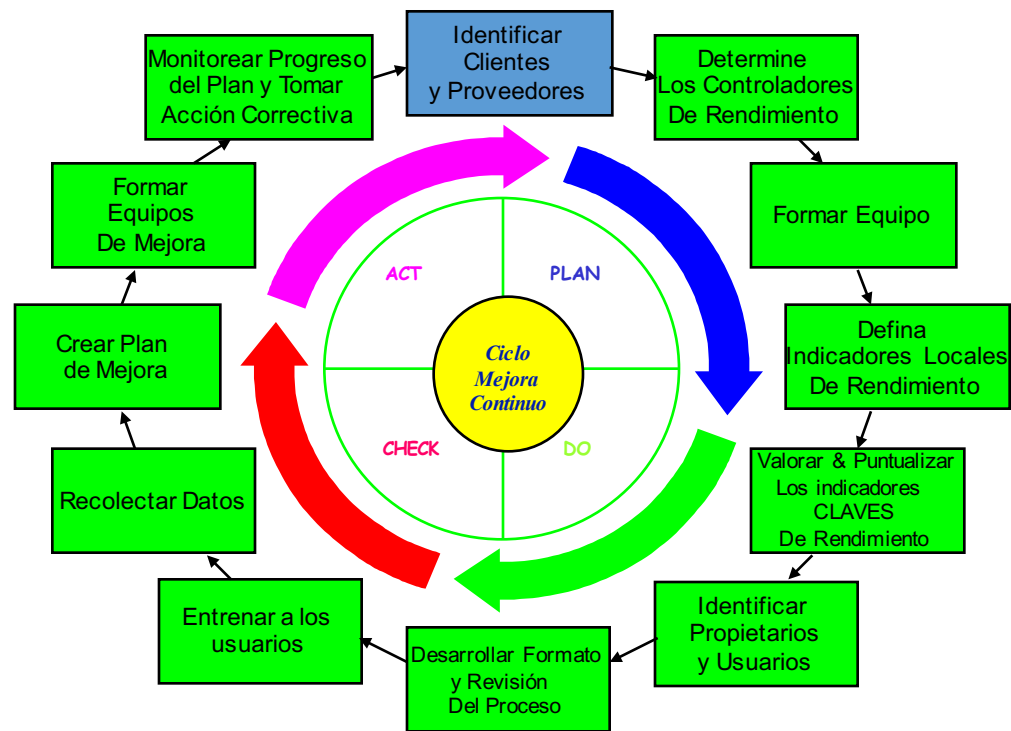 Identificar
Clientes
y Proveedores
Determine
Los Controladores
De Rendimiento
Formar Equipo
Defina
Indicadores Locales
De Rendimiento
Valorar & Puntualizar
Los indicadores
CLAVES
De Rendimiento
Identificar
Propietarios
y Usuarios
Desarrollar Formato
y Revisión
Del Proceso
Entrenar a los
usuarios
Recolectar Datos
Crear Plan
de Mejora
Formar
Equipos
De Mejora
Monitorear Progreso
del Plan y Tomar
Acción Correctiva
ACT
PLAN
Ciclo
Mejora
Continuo
CHECK
DO